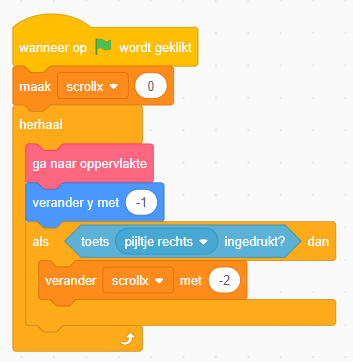 wanneer op wordt geklikt
maak scrollx 0
herhaal
ga naar oppervlakte
verander y met -1
als toets pijltje rechts ingedrukt? dan
verander scrollx met -2